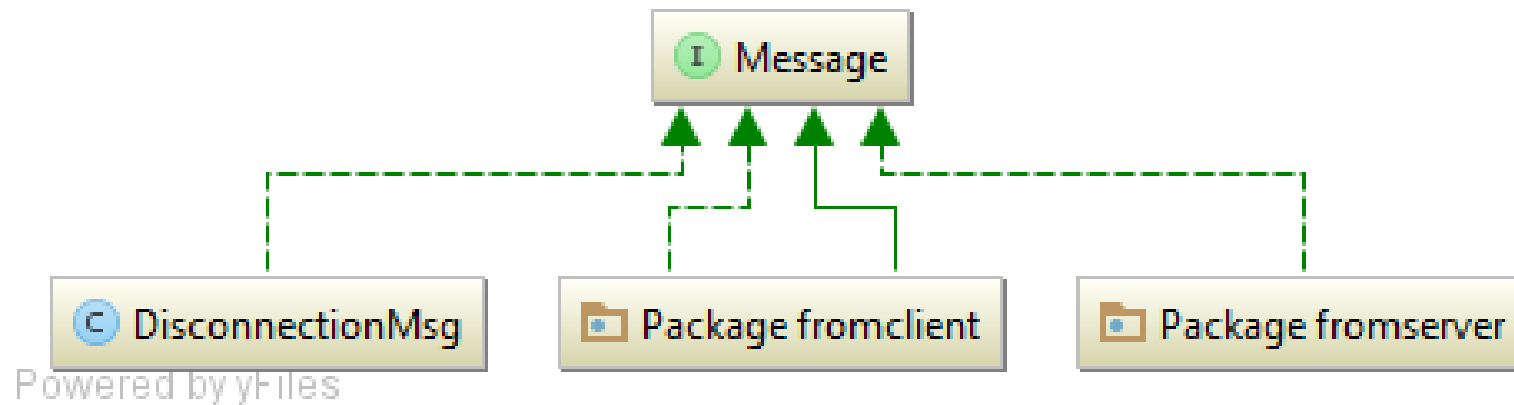 I Message
C DisconnectionMsg
Package fromclient
Package fromserver
Powered by yFiles